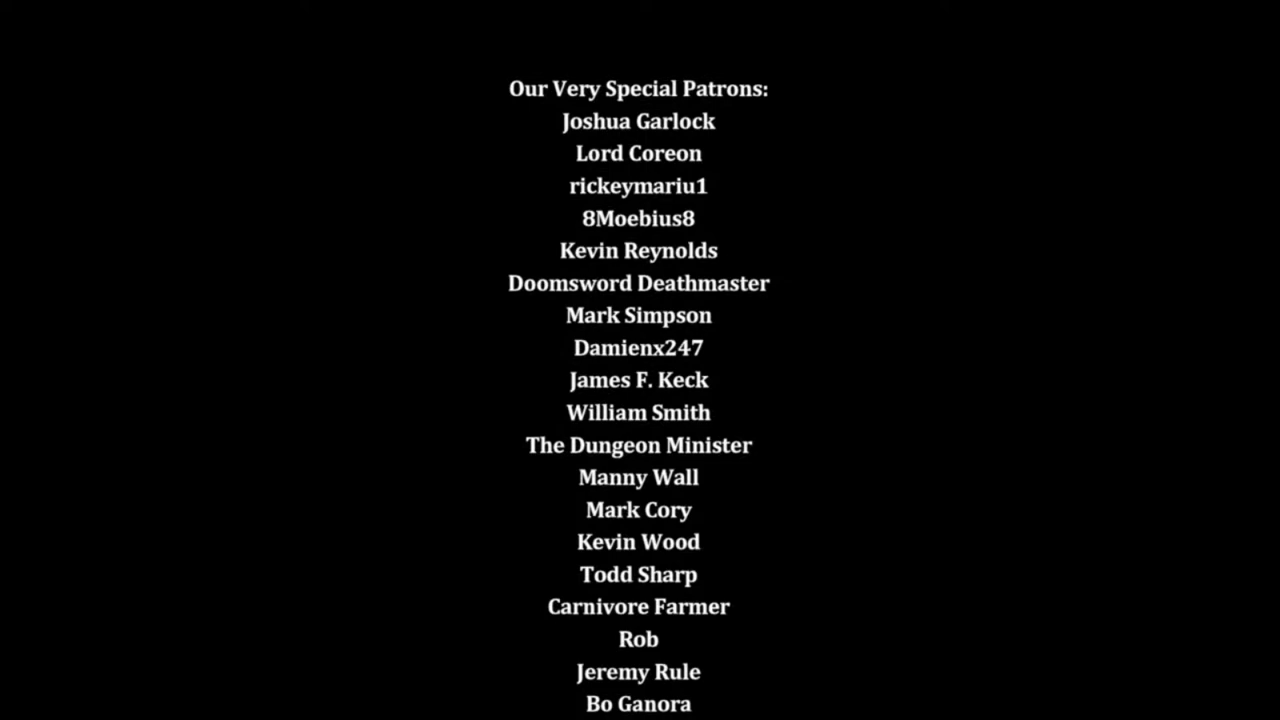 Our Very Special Patrons:
Joshua Garlock
Lord Coreon
rickeymariu1
8Moebius8
Kevin Reynolds
Doomsword Deathmaster
Mark Simpson
Damienx247
James F. Keck
William Smith
The Dungeon Minister
Manny Wall
Mark Cory
Kevin Wood
Todd Sharp
Carnivore Farmer
Rob
Jeremy Rule
Bo Ganora